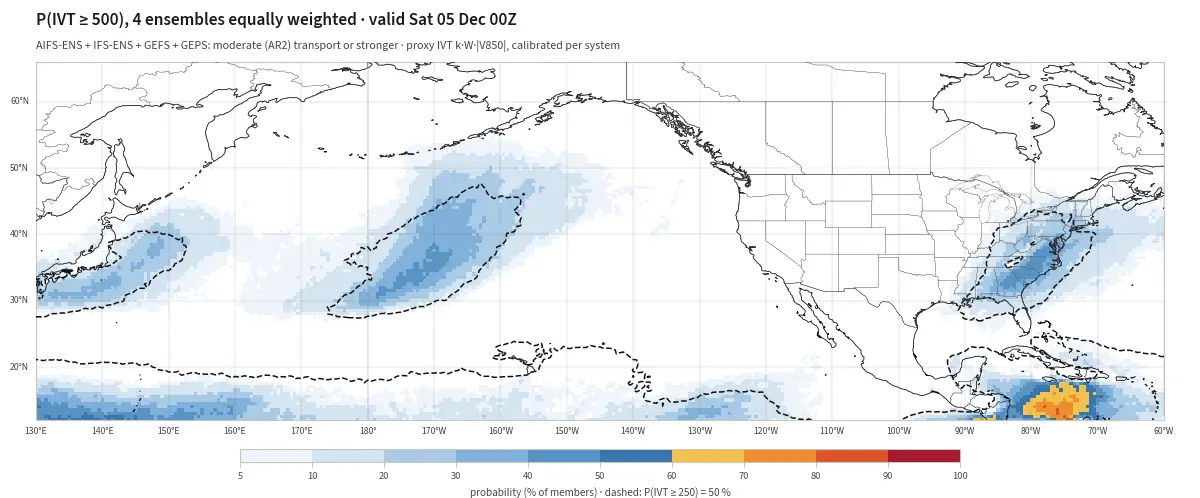 P(IVT ≥ 500), 4 ensembles equally weighted · valid Sat 05 Dec 00Z
AIFS-ENS + IFS-ENS + GEFS + GEPS: moderate (AR2) transport or stronger · proxy IVT k·W·|V850|, calibrated per system
60°N
50°N
40°N
30°N
20°N
130°E 140°E 150°E 160°E 170°E 180° 170°W 160°W 150°W 140°W 130°W 120°W 110°W 100°W 90°W 80°W 70°W 60°W
5 10 20 30 40 50 60 70 80 90 100
probability (% of members) · dashed: P(IVT ≥ 250) = 50 %